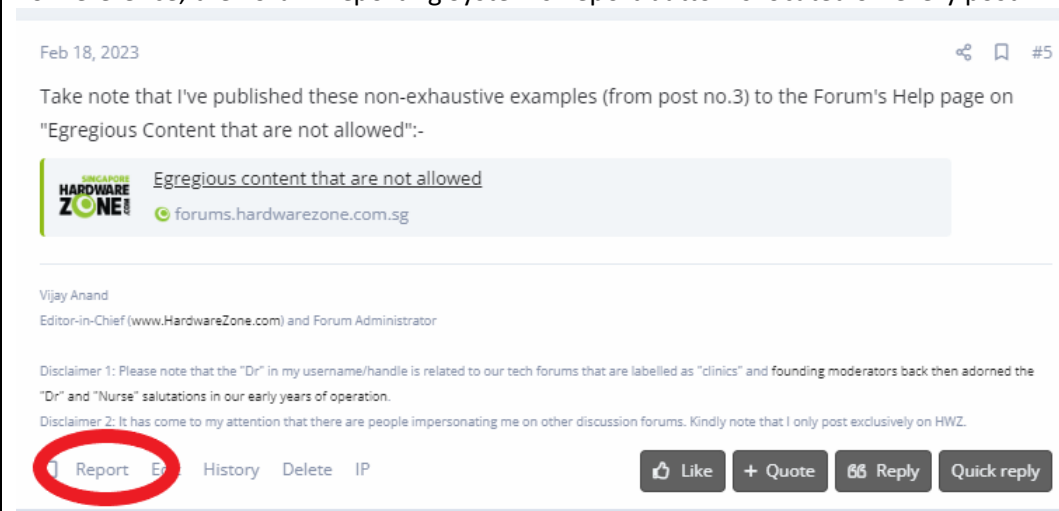 Feb 18, 2023 #5
Take note that I've published these non-exhaustive examples (from post no.3) to the Forum's Help page on
"Egregious Content that are not allowed":-
SINGAPORE
HARDWARE
ZONE!
.COM
Egregious content that are not allowed
forums.hardwarezone.com.sg
Vijay Anand
Editor-in-Chief (www.HardwareZone.com) and Forum Administrator
Disclaimer 1: Please note that the "Dr" in my username/handle is related to our tech forums that are labelled as "clinics" and founding moderators back then adorned the
"Dr" and "Nurse" salutations in our early years of operation.
Disclaimer 2: It has come to my attention that there are people impersonating me on other discussion forums. Kindly note that I only post exclusively on HWZ.
Report History Delete IP Like + Quote Reply Quick reply